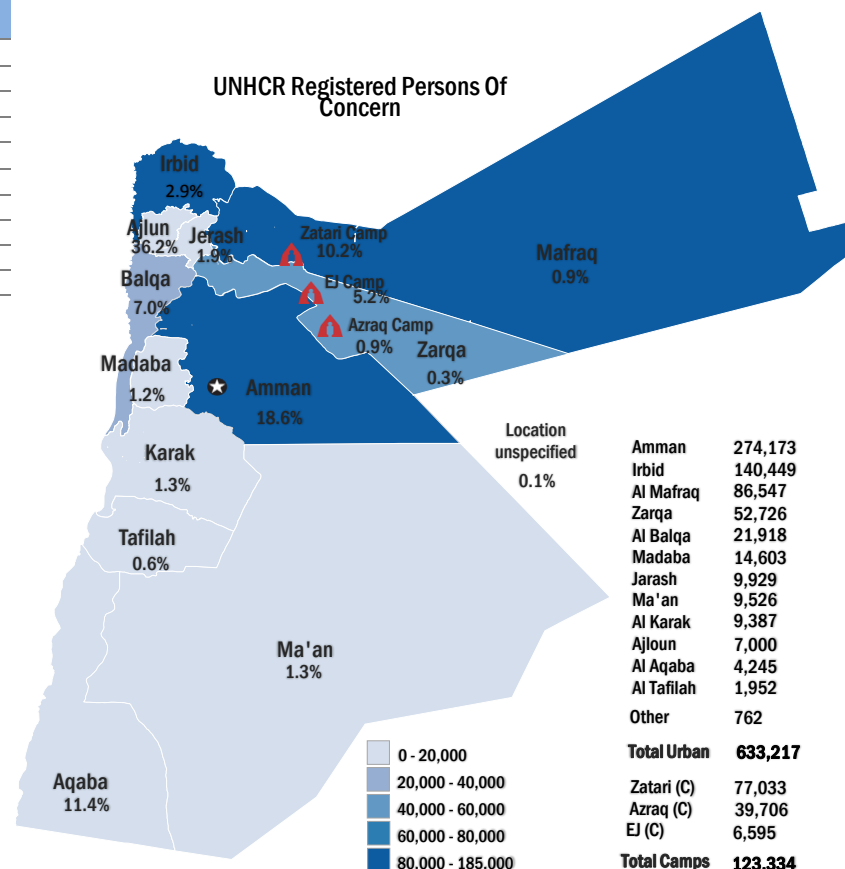 UNHCR Registered Persons Of
Concern
Irbid
2.9%
Ajlun
36.2%
Jerash
1.9%
Zatari Camp
10.2%
Mafraq
0.9%
Balqa
7.0%
EJ Camp
5.2%
Azraq Camp
0.9%
Zarqa
0.3%
Madaba
1.2%
Amman
18.6%
Karak
1.3%
Location
unspecified
0.1%
Tafilah
0.6%
Ma'an
1.3%
Aqaba
11.4%
0 - 20,000
20,000 - 40,000
40,000 - 60,000
60,000 - 80,000
80,000 - 185,000
Amman 274,173
Irbid 140,449
Al Mafraq 86,547
Zarqa 52,726
Al Balqa 21,918
Madaba 14,603
Jarash 9,929
Ma'an 9,526
Al Karak 9,387
Ajloun 7,000
Al Aqaba 4,245
Al Tafilah 1,952
Other 762
Total Urban 633,217
Zatari (C) 77,033
Azraq (C) 39,706
EJ (C) 6,595
Total Camps 123,334